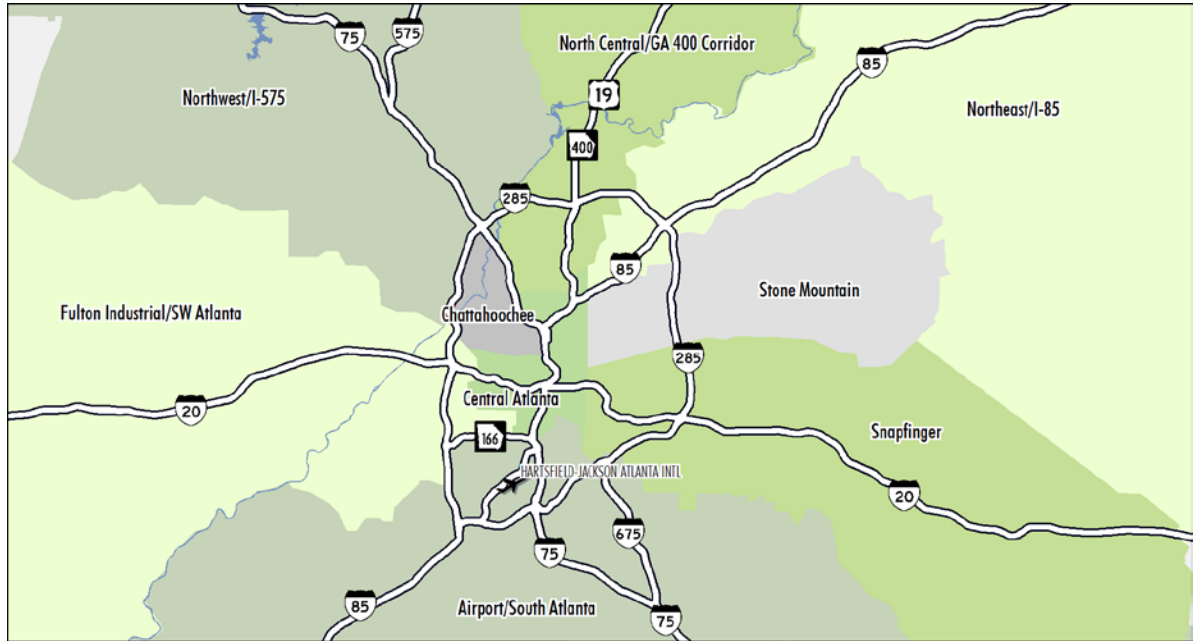 75
575
North Central/GA 400 Corridor
85
Northwest/I-575
19
Northeast/I-85
400
285
85
Stone Mountain
Fulton Industrial/SW Atlanta
Chattahoochee
285
Central Atlanta
20
166
Snapfinger
HARTSFIELD-JACKSON ATLANTA INTL
20
675
75
85
Airport/South Atlanta
75